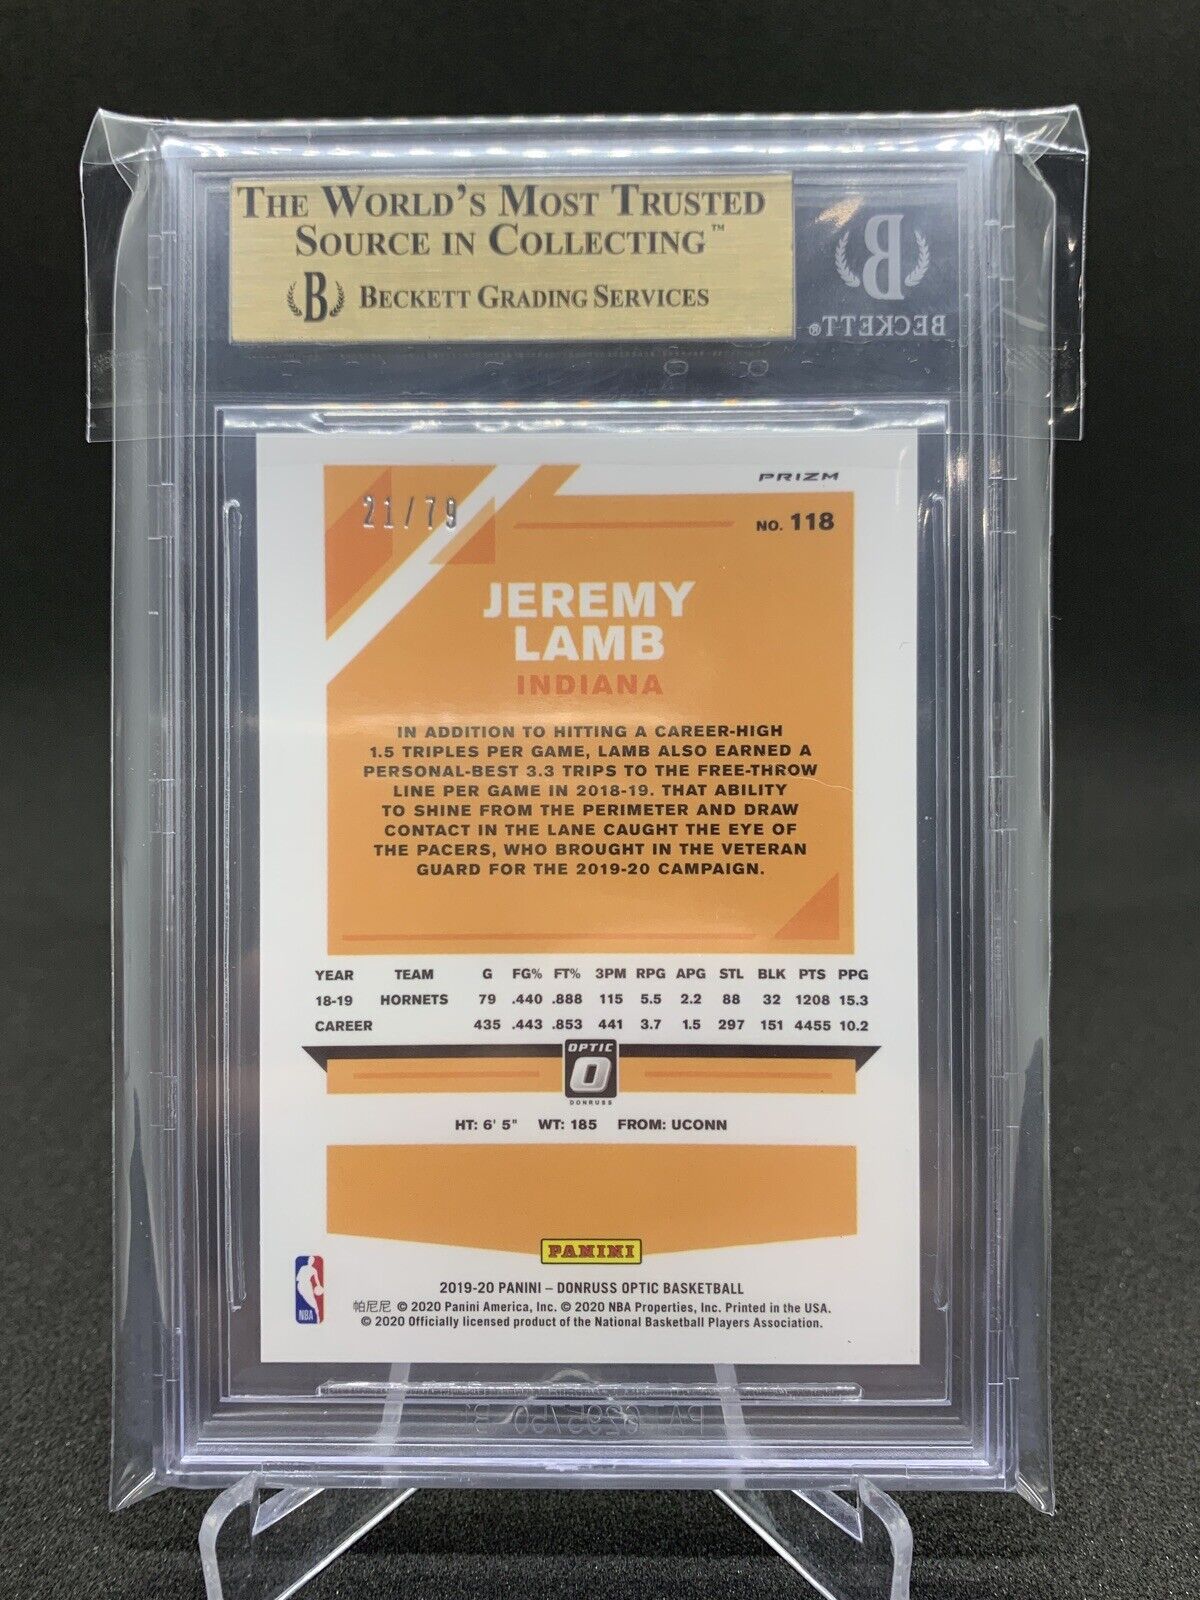 THE WORLD'S MOST TRUSTED
SOURCE IN COLLECTING™
B BECKETT GRADING SERVICES
B
BECKETT®
PRIZM
21/79
NO. 118
JEREMY
LAMB
INDIANA
IN ADDITION TO HITTING A CAREER-HIGH
1.5 TRIPLES PER GAME, LAMB ALSO EARNED A
PERSONAL-BEST 3.3 TRIPS TO THE FREE-THROW
LINE PER GAME IN 2018-19. THAT ABILITY
TO SHINE FROM THE PERIMETER AND DRAW
CONTACT IN THE LANE CAUGHT THE EYE OF
THE PACERS, WHO BROUGHT IN THE VETERAN
GUARD FOR THE 2019-20 CAMPAIGN.
YEAR TEAM G FG% FT% 3PM RPG APG STL BLK PTS PPG
18-19 HORNETS 79 .440 .888 115 5.5 2.2 88 32 1208 15.3
CAREER 435 .443 .853 441 3.7 1.5 297 151 4455 10.2
OPTIC
O
DONRUSS
HT: 6' 5" WT: 185 FROM: UCONN
PANINI
NBA
2019-20 PANINI – DONRUSS OPTIC BASKETBALL
帕尼尼 © 2020 Panini America, Inc. © 2020 NBA Properties, Inc. Printed in the USA.
© 2020 Officially licensed product of the National Basketball Players Association.